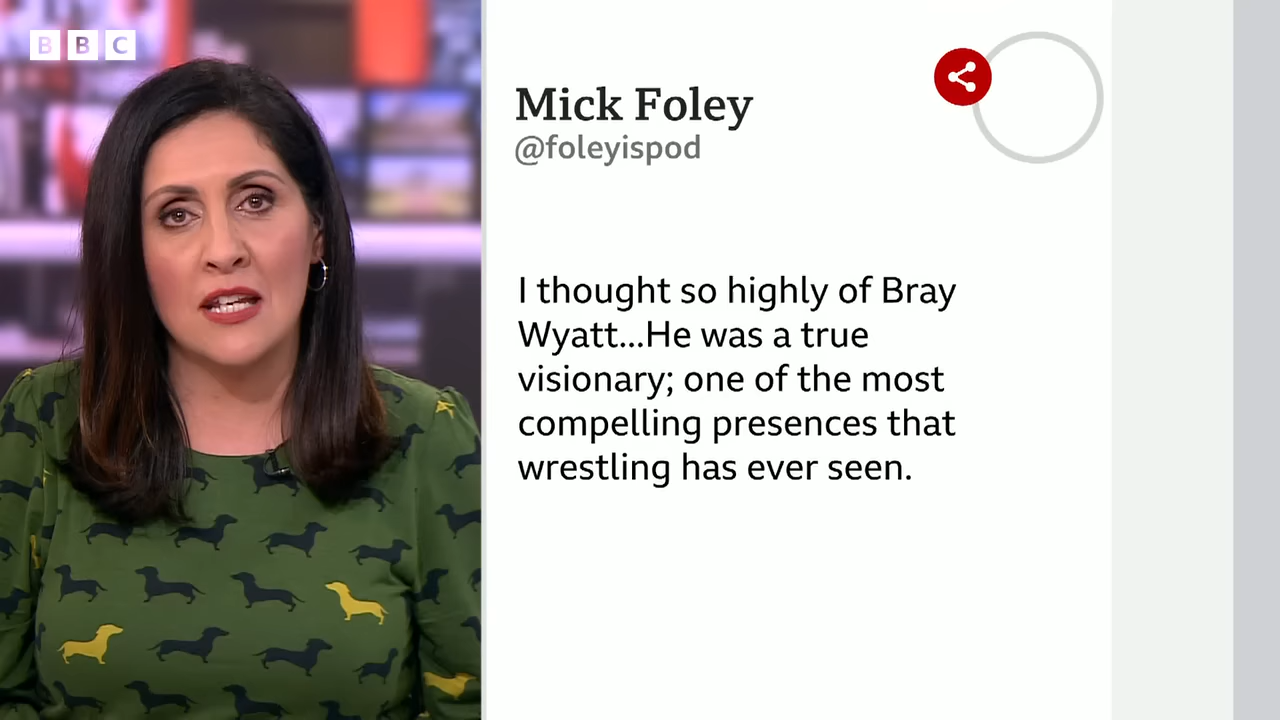 BBC
Mick Foley
@foleyispod
I thought so highly of Bray
Wyatt...He was a true
visionary; one of the most
compelling presences that
wrestling has ever seen.